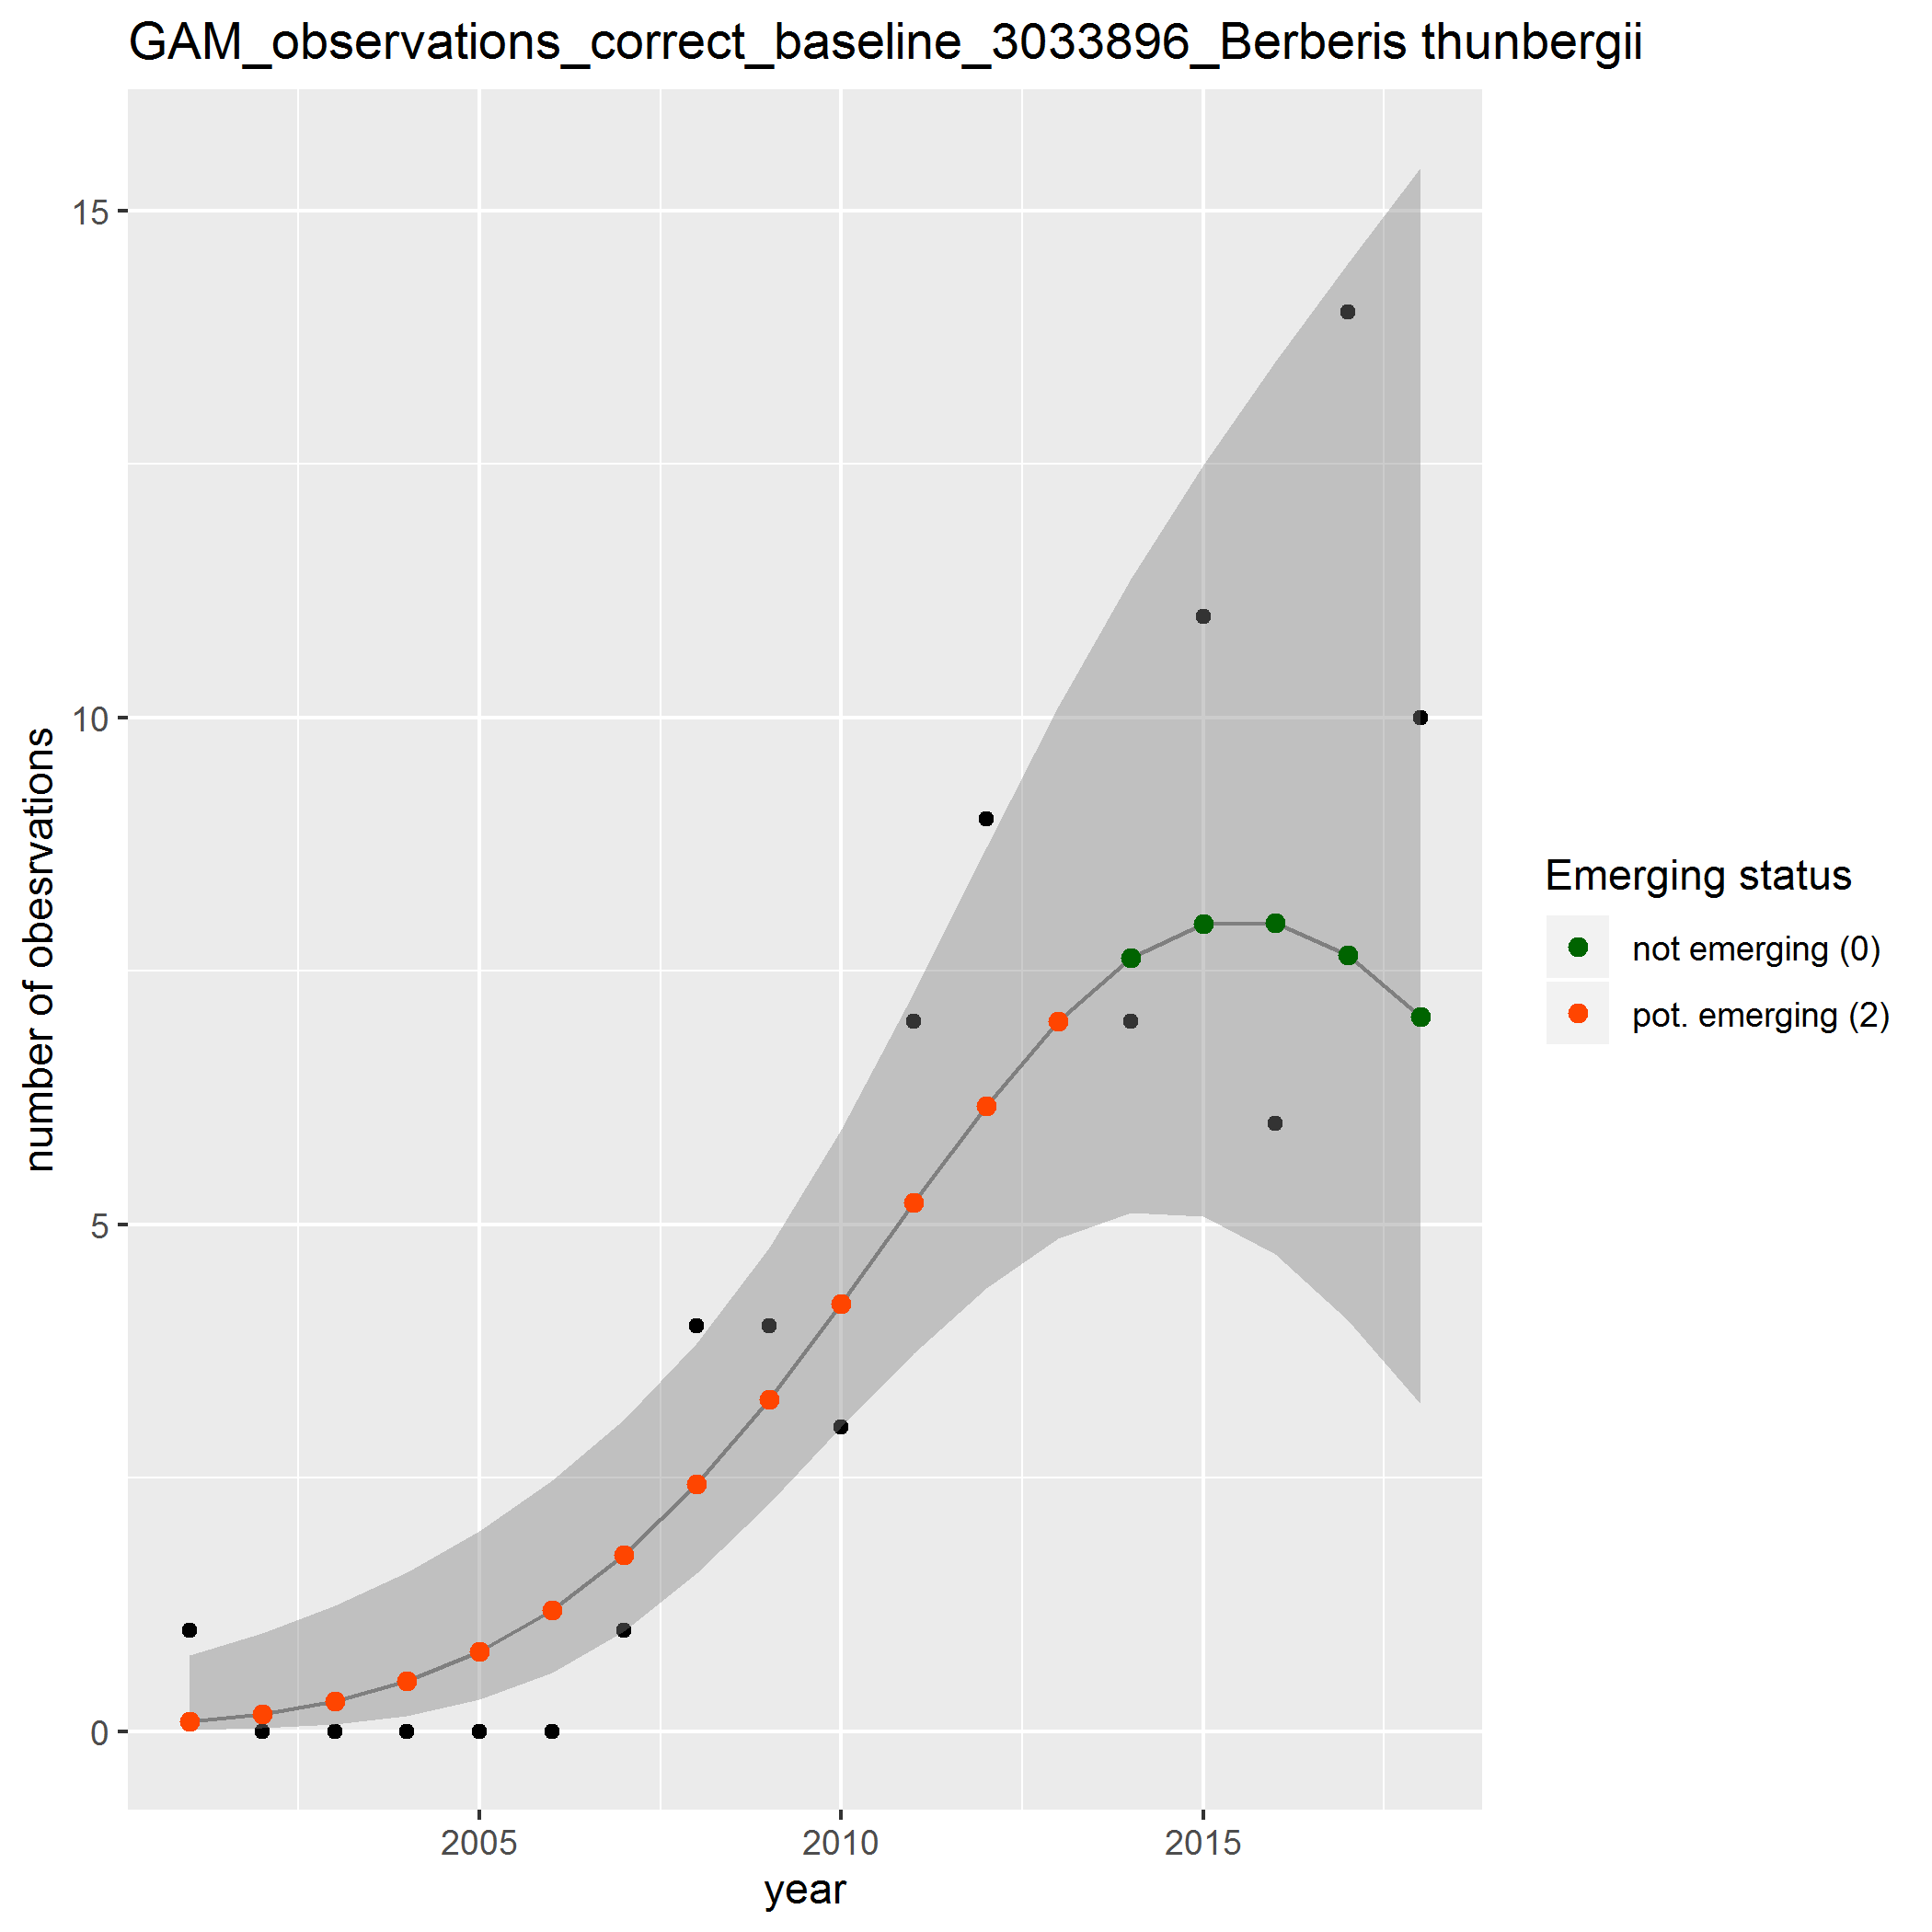 GAM_observations_correct_baseline_3033896_Berberis thunbergii
number of obesrvations
15
10
5
0
2005
2010
2015
year
Emerging status
not emerging (0)
pot. emerging (2)